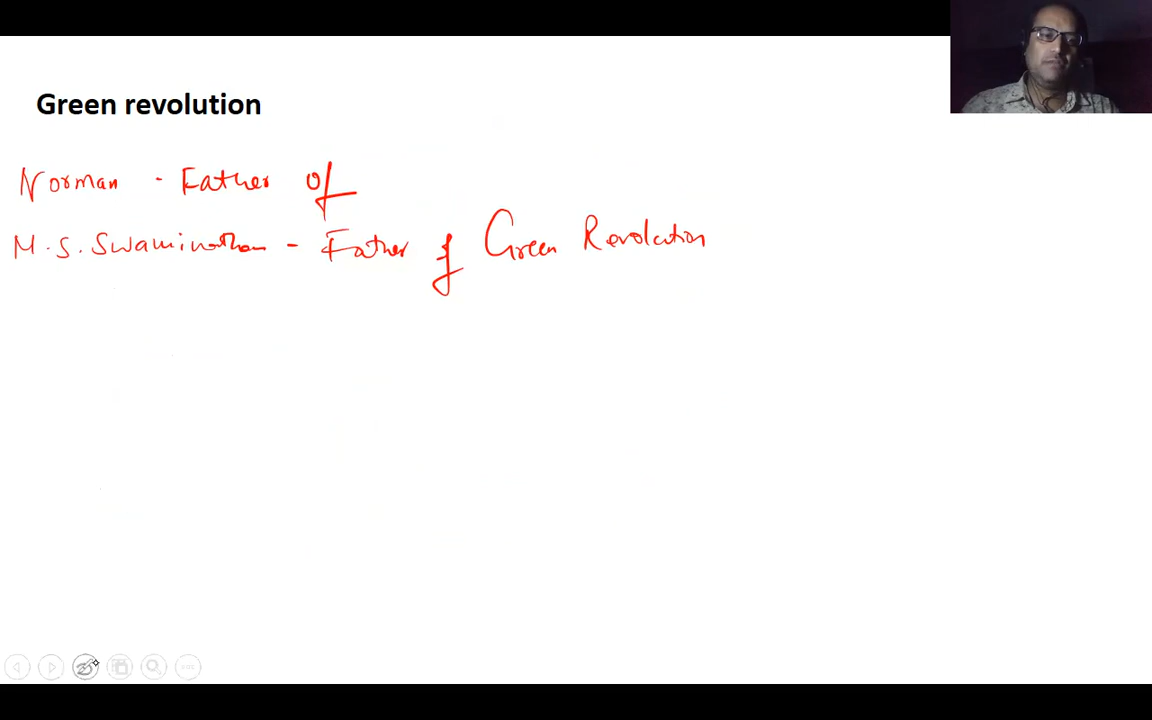 Green revolution
Norman - Father of
M.S. Swaminathan - Father of Green Revolution